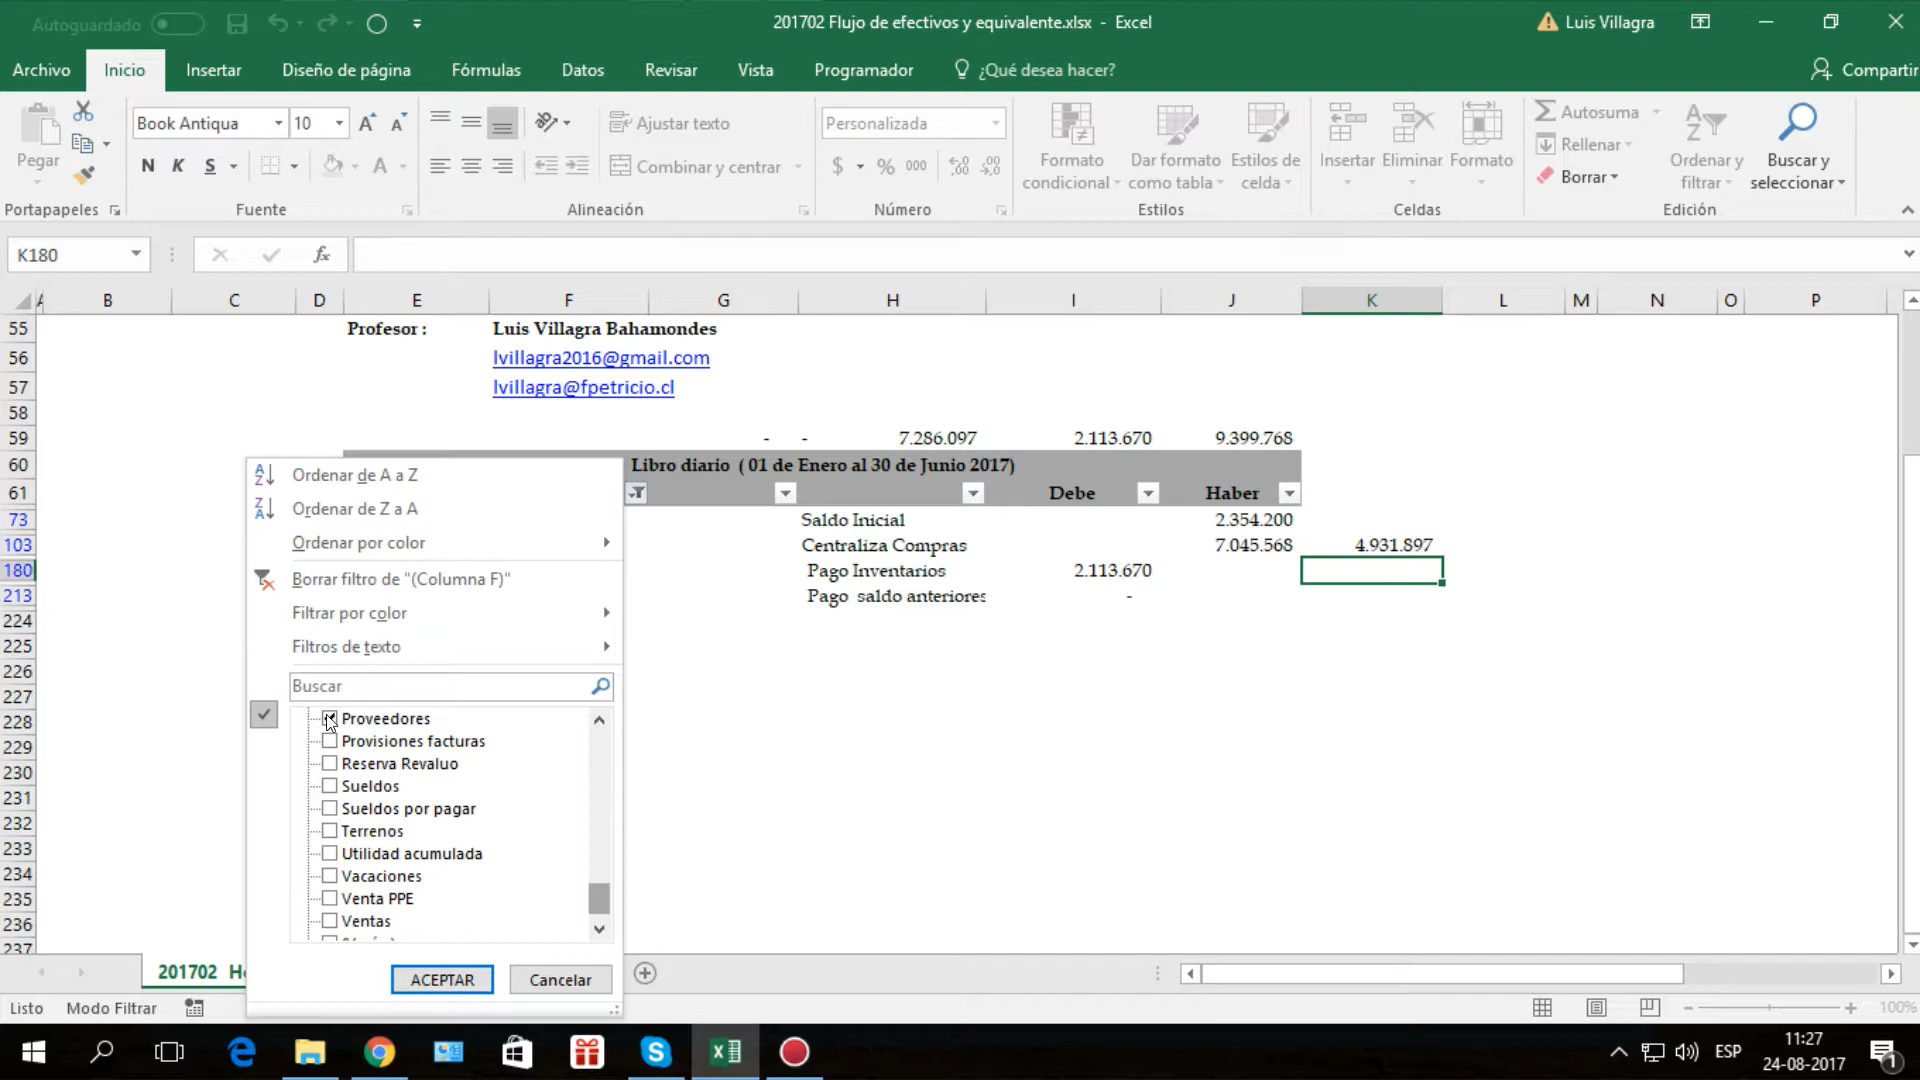 Autoguardado
201702 Flujo de efectivos y equivalente.xlsx - Excel
Luis Villagra
Archivo Inicio Insertar Diseño de página Fórmulas Datos Revisar Vista Programador ¿Qué desea hacer? Compartir
Pegar
Portapapeles
Book Antiqua 10
N K S
Fuente
Ajustar texto
Combinar y centrar
Alineación
Personalizada
$ % 000
Número
Formato condicional
Dar formato como tabla
Estilos de celda
Estilos
Insertar Eliminar Formato
Celdas
Autosuma
Rellenar
Borrar
Ordenar y filtrar
Buscar y seleccionar
Edición
K180 fx
A B C D E F G H I J K L M N O P
55 Profesor : Luis Villagra Bahamondes
56 lvillagra2016@gmail.com
57 lvillagra@fpetricio.cl
58
59 - - 7.286.097 2.113.670 9.399.768
60 Libro diario ( 01 de Enero al 30 de Junio 2017)
61 Debe Haber
73 Saldo Inicial 2.354.200
103 Centraliza Compras 7.045.568 4.931.897
180 Pago Inventarios 2.113.670
213 Pago saldo anteriores -
224
225
226
227
228
229
230
231
232
233
234
235
236
237
Ordenar de A a Z
Ordenar de Z a A
Ordenar por color
Borrar filtro de "(Columna F)"
Filtrar por color
Filtros de texto
Buscar
Proveedores
Provisiones facturas
Reserva Revaluo
Sueldos
Sueldos por pagar
Terrenos
Utilidad acumulada
Vacaciones
Venta PPE
Ventas
ACEPTAR Cancelar
201702
Listo Modo Filtrar 100%
ESP
11:27
24-08-2017
1